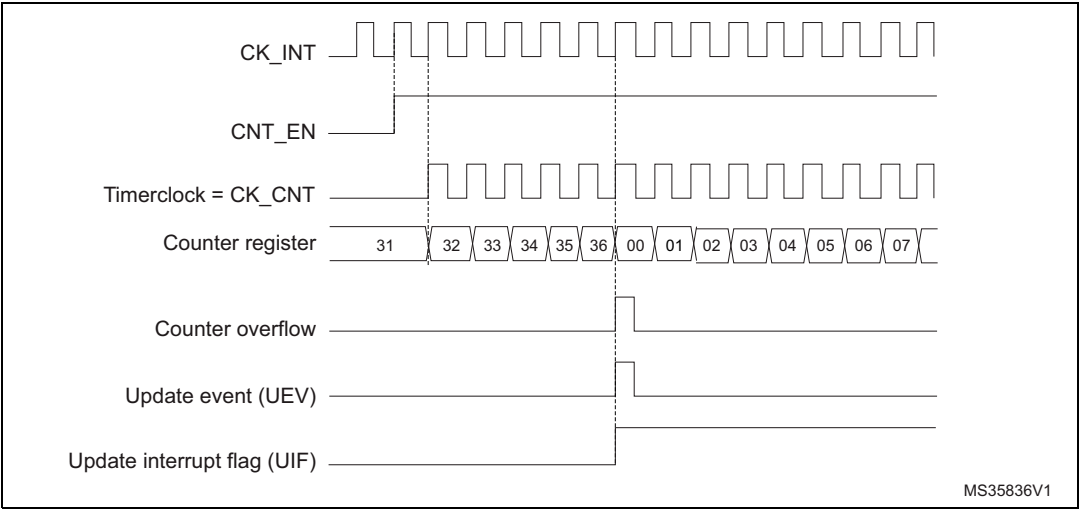 CK_INT
CNT_EN
Timerclock = CK_CNT
Counter register 31 32 33 34 35 36 00 01 02 03 04 05 06 07
Counter overflow
Update event (UEV)
Update interrupt flag (UIF)
MS35836V1